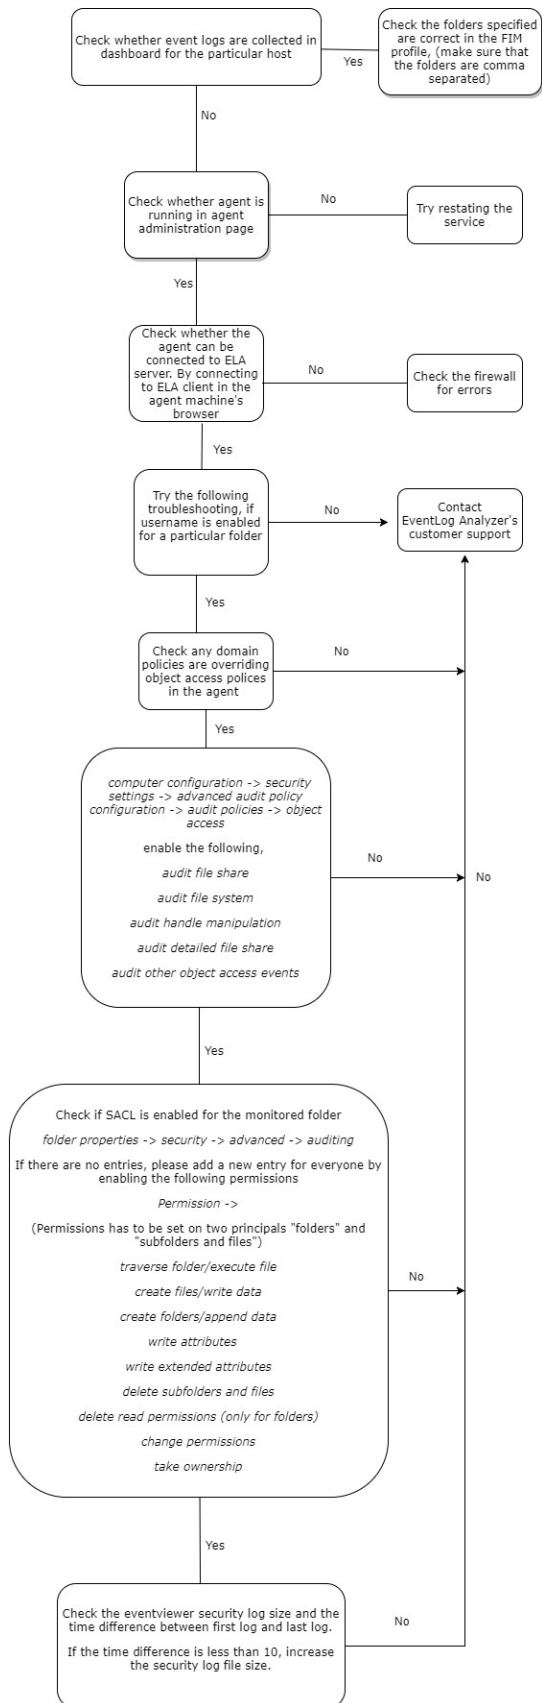 Check whether event logs are collected in
dashboard for the particular host
Yes
Check the folders specified
are correct in the FIM
profile, (make sure that
the folders are comma
separated)
No
Check whether agent is
running in agent
administration page
No
Try restating the
service
Yes
Check whether the
agent can be
connected to ELA
server. By connecting
to ELA client in the
agent machine's
browser
No
Check the firewall
for errors
Yes
Try the following
troubleshooting, if
username is enabled
for a particular folder
No
Contact
EventLog Analyzer's
customer support
Yes
Check any domain
policies are overriding
object access polices
in the agent
No
Yes
computer configuration -> security
settings -> advanced audit policy
configuration -> audit policies -> object
access
enable the following,
audit file share
audit file system
audit handle manipulation
audit detailed file share
audit other object access events
No
No
Yes
Check if SACL is enabled for the monitored folder
folder properties -> security -> advanced -> auditing
If there are no entries, please add a new entry for everyone by
enabling the following permissions
Permission ->
(Permissions has to be set on two principals "folders" and
"subfolders and files")
traverse folder/execute file
create files/write data
create folders/append data
write attributes
write extended attributes
delete subfolders and files
delete read permissions (only for folders)
change permissions
take ownership
No
Yes
Check the eventviewer security log size and the
time difference between first log and last log.
If the time difference is less than 10, increase
the security log file size.
No